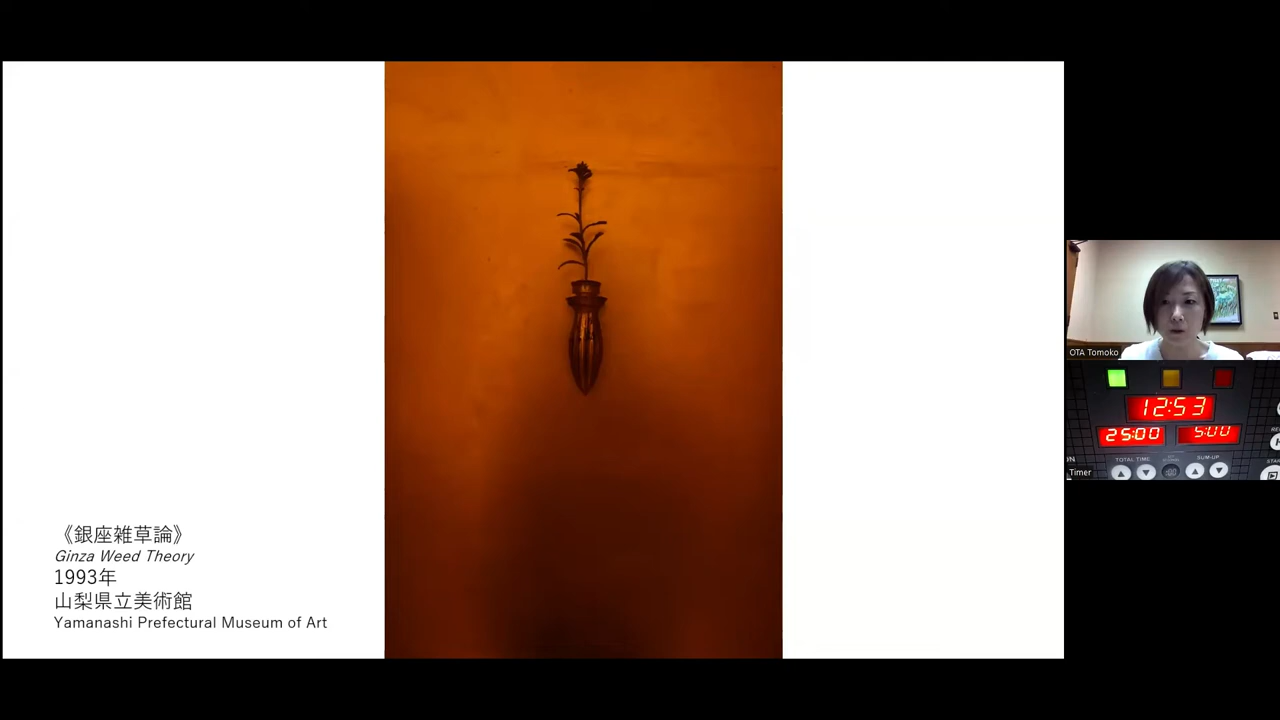 《銀座雑草論》
Ginza Weed Theory
1993年
山梨県立美術館
Yamanashi Prefectural Museum of Art
OTA Tomoko
12:53
25:00 5:00
TOTAL TIME SUM-UP
Timer